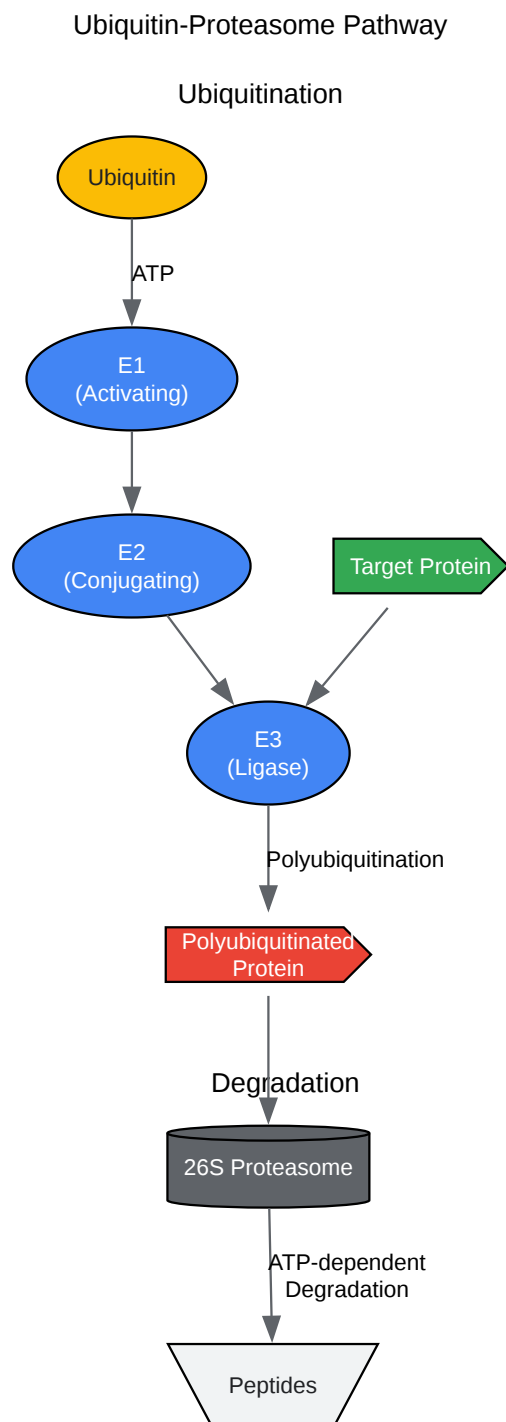 Ubiquitin-Proteasome Pathway
Ubiquitination
Ubiquitin
ATP
E1
(Activating)
E2
(Conjugating)
Target Protein
E3
(Ligase)
Polyubiquitination
Polyubiquitinated
Protein
Degradation
26S Proteasome
ATP-dependent
Degradation
Peptides